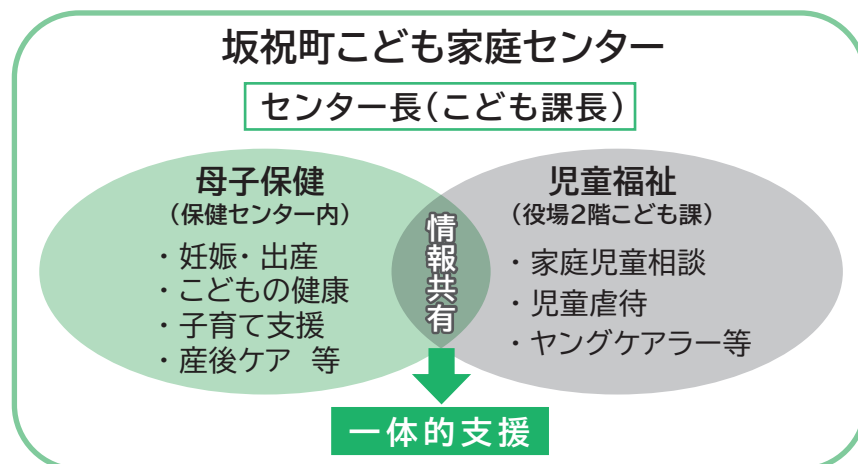 坂祝町こども家庭センター
センター長(こども課長)
母子保健
(保健センター内)
・妊娠・出産
・こどもの健康
・子育て支援
・産後ケア 等
情報共有
児童福祉
(役場2階こども課)
・家庭児童相談
・児童虐待
・ヤングケアラー等
一体的支援